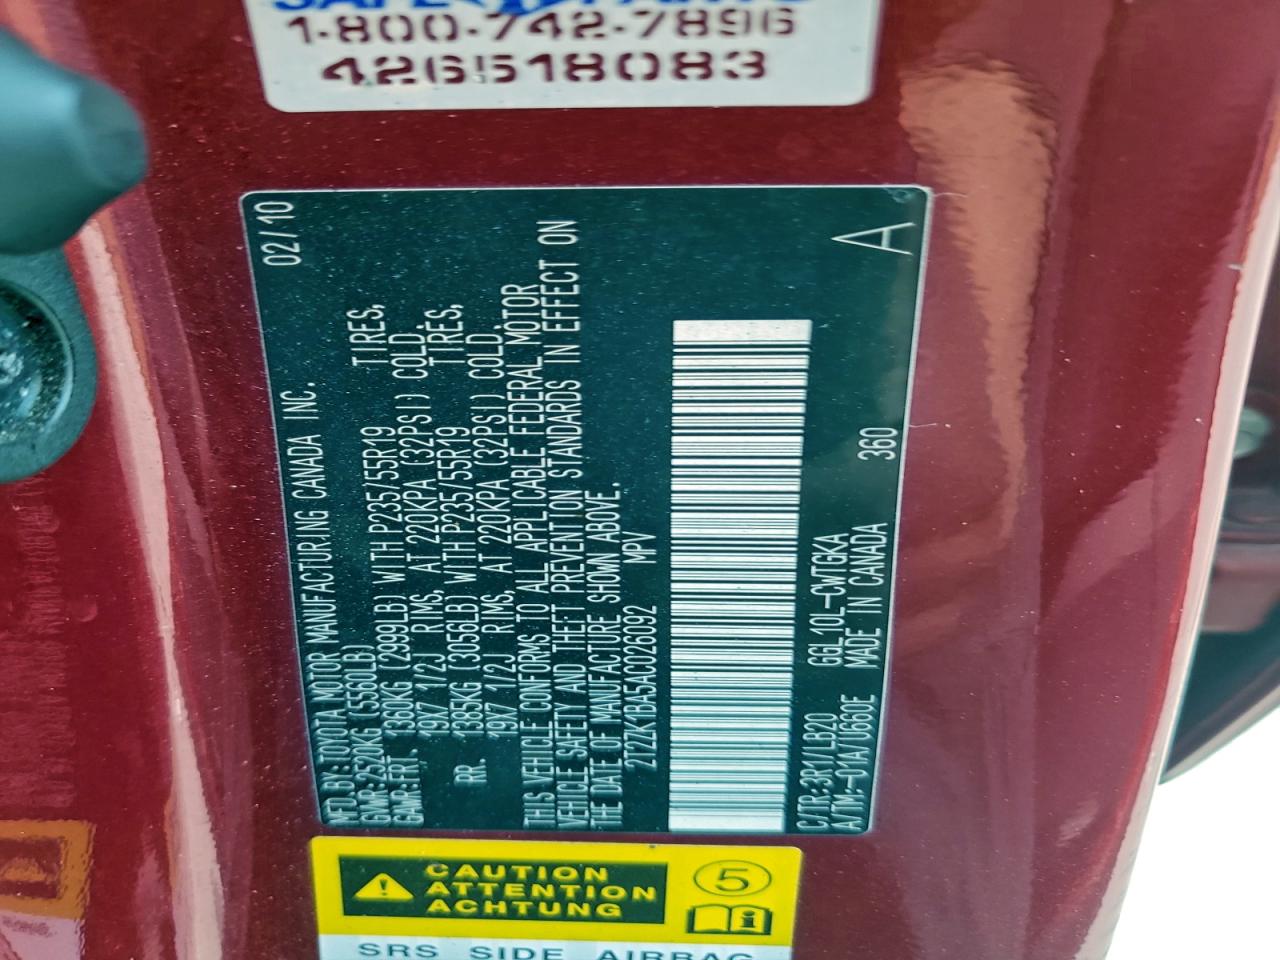 1-800-742-7896
426518083
MFD.BY:TOYOTA MOTOR MANUFACTURING CANADA INC. 02/10
GVWR:2520KG (5560LB)
GAWR:FRT. 1360KG (2999LB) WITH P235/55R19 TIRES,
19X7 1/2J RIMS, AT 220KPA (32PSI) COLD.
RR. 1385KG (3056LB) WITH P235/55R19 TIRES,
19X7 1/2J RIMS, AT 220KPA (32PSI) COLD.
THIS VEHICLE CONFORMS TO ALL APPLICABLE FEDERAL MOTOR
VEHICLE SAFETY AND THEFT PREVENTION STANDARDS IN EFFECT ON
THE DATE OF MANUFACTURE SHOWN ABOVE.
2T2ZK1BA5AC026092 MPV
A
C/TR:3R1/LB20 GGL10L-CWTGKA
A/TM:-01A/U660E MADE IN CANADA 360
CAUTION
ATTENTION
ACHTUNG
5
SRS SIDE AIRBAG